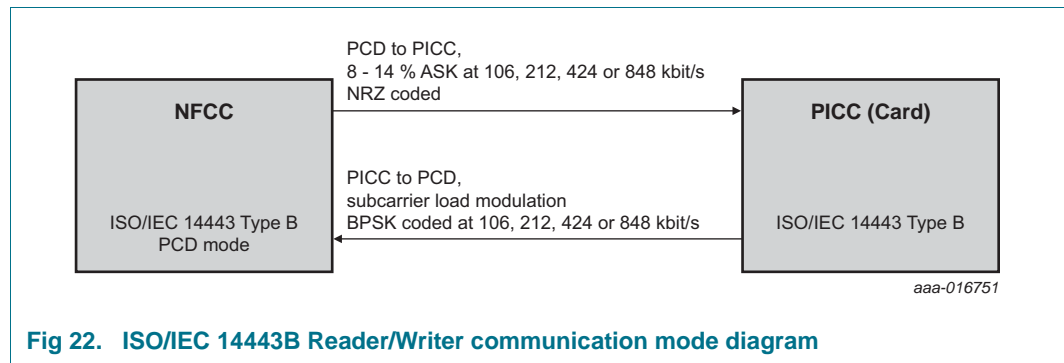 PCD to PICC,
8 - 14 % ASK at 106, 212, 424 or 848 kbit/s
NRZ coded
NFCC
PICC (Card)
PICC to PCD,
subcarrier load modulation
BPSK coded at 106, 212, 424 or 848 kbit/s
ISO/IEC 14443 Type B
PCD mode
ISO/IEC 14443 Type B
aaa-016751
Fig 22. ISO/IEC 14443B Reader/Writer communication mode diagram